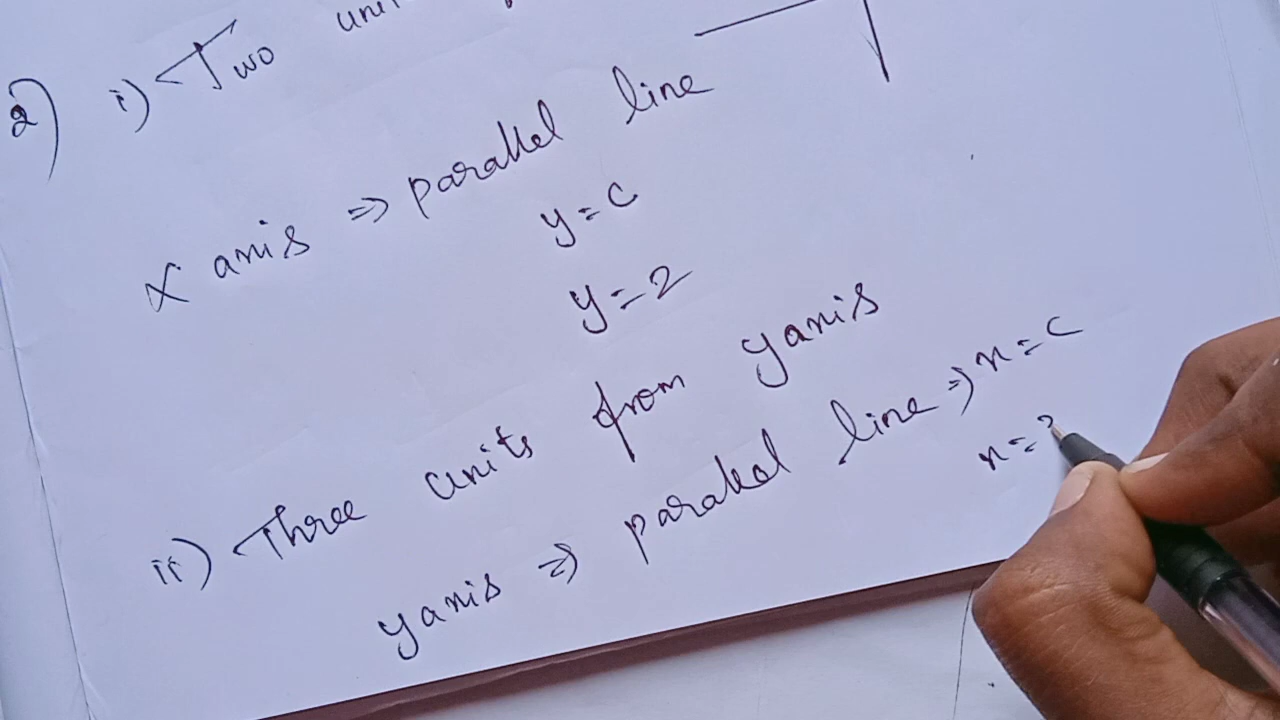 2) i) Two
x axis ⇒ parallel line
y = c
y = 2
ii) Three units from y axis
y axis ⇒ parallel line ⇒ x = c
x =